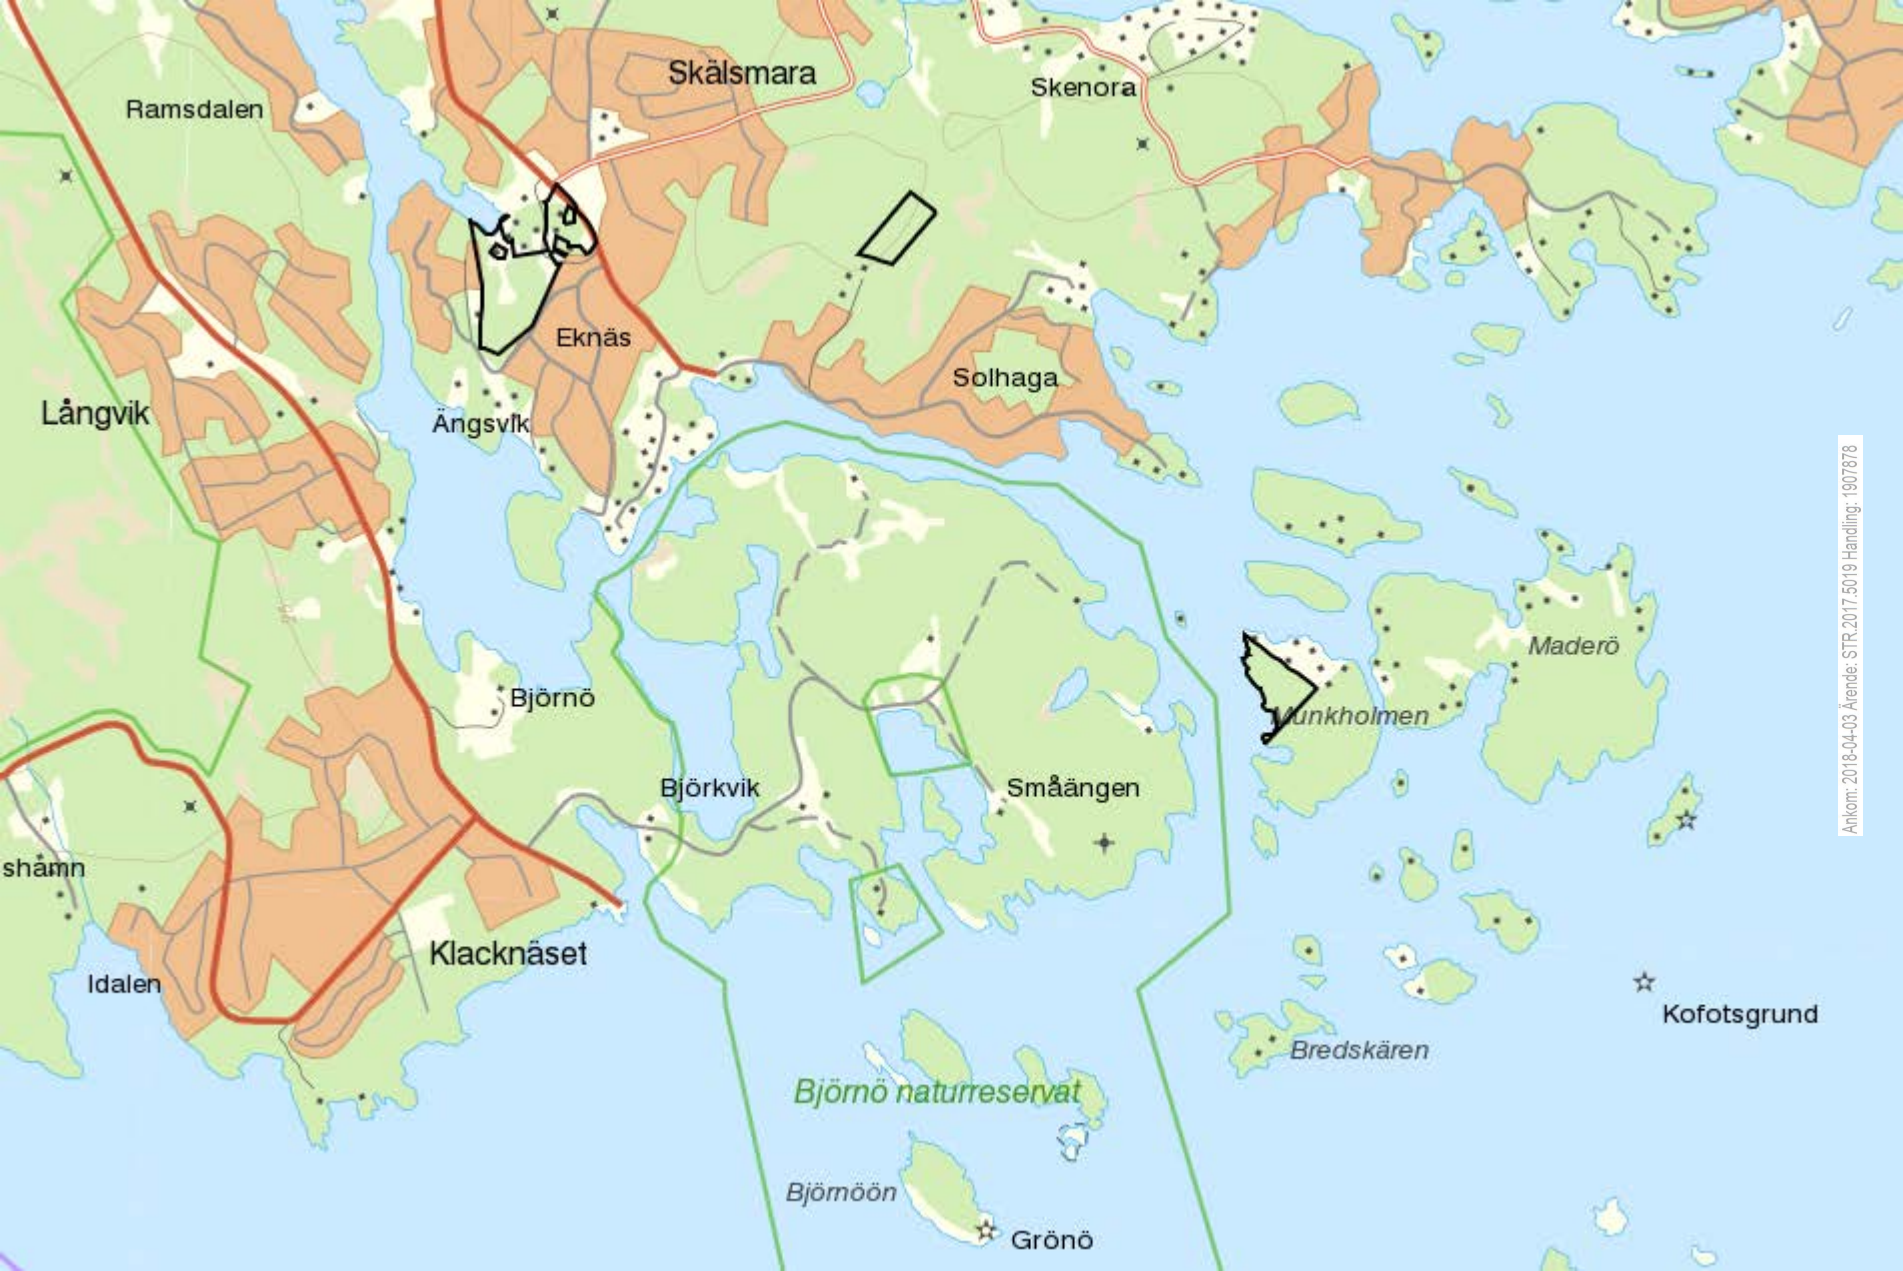 Skälsmara
Skenora
Ramsdalen
Eknäs
Solhaga
Långvik
Ängsvik
Maderö
Björnö
Munkholmen
Björkvik
Småängen
shamn
Klacknäset
Idalen
Kofotsgrund
Bredskären
Björnö naturreservat
Björnöön
Grönö
Ankom: 2018-04-03 Ärende: STR.2017.5019 Handling: 1907878